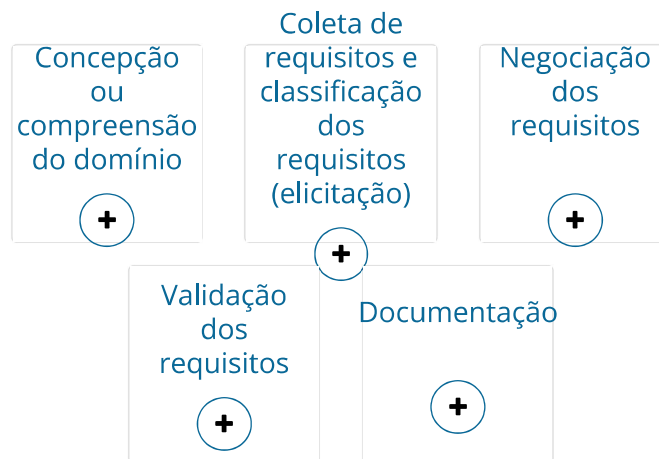 Concepção
ou
compreensão
do domínio
Coleta de
requisitos e
classificação
dos
requisitos
(elicitação)
Negociação
dos
requisitos
Validação
dos
requisitos
Documentação